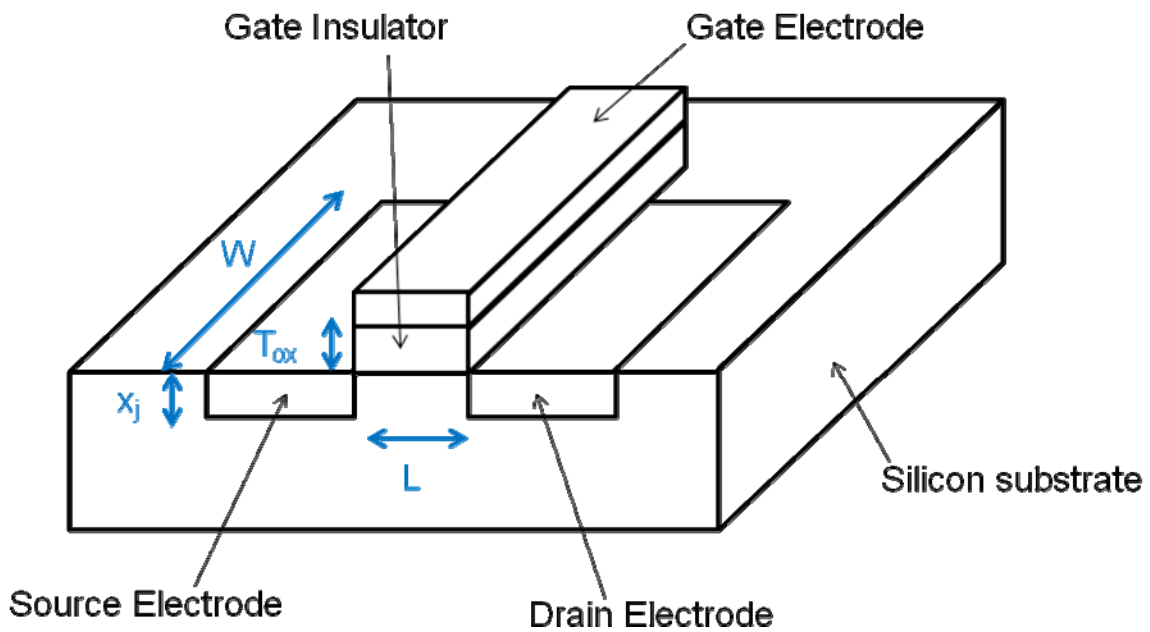 Gate Insulator
Gate Electrode
W
Tox
xj
L
Silicon substrate
Source Electrode
Drain Electrode